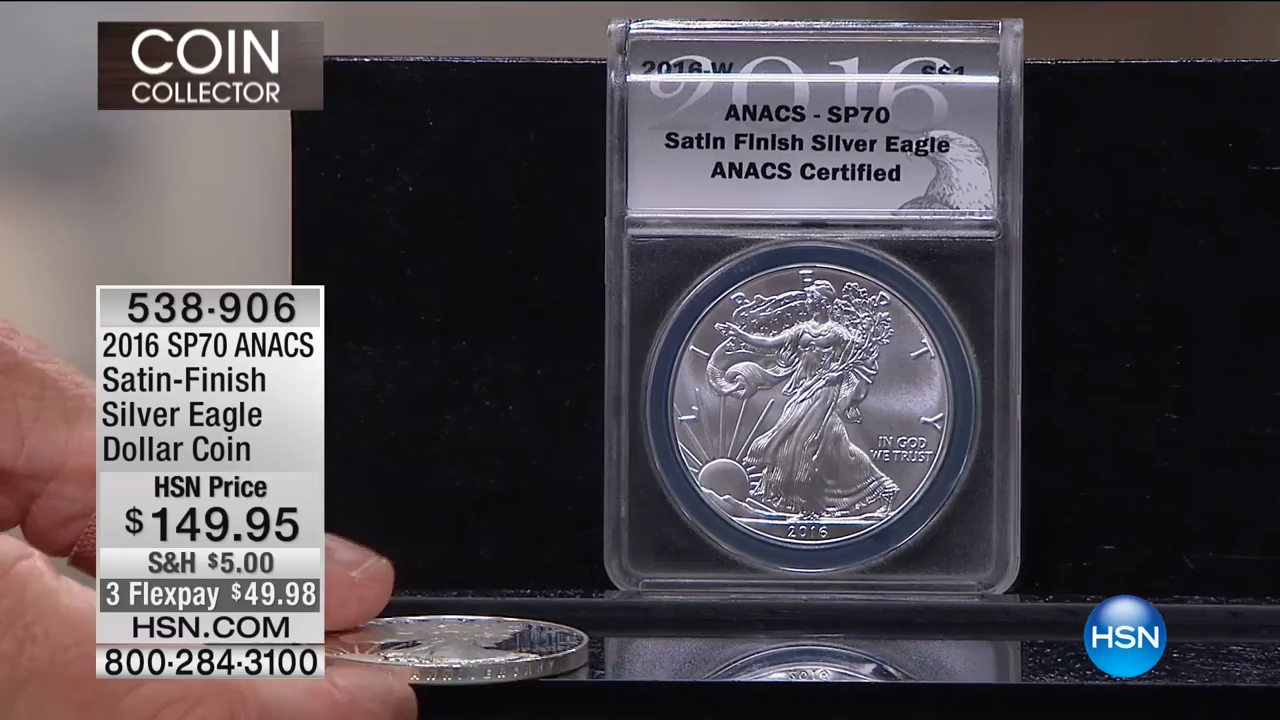 COIN
COLLECTOR
2016-W S$1
2016
ANACS - SP70
Satin Finish Silver Eagle
ANACS Certified
LIBERTY
IN GOD
WE TRUST
2016
538-906
2016 SP70 ANACS
Satin-Finish
Silver Eagle
Dollar Coin
HSN Price
$149.95
S&H $5.00
3 Flexpay $49.98
HSN.COM
800-284-3100
HSN